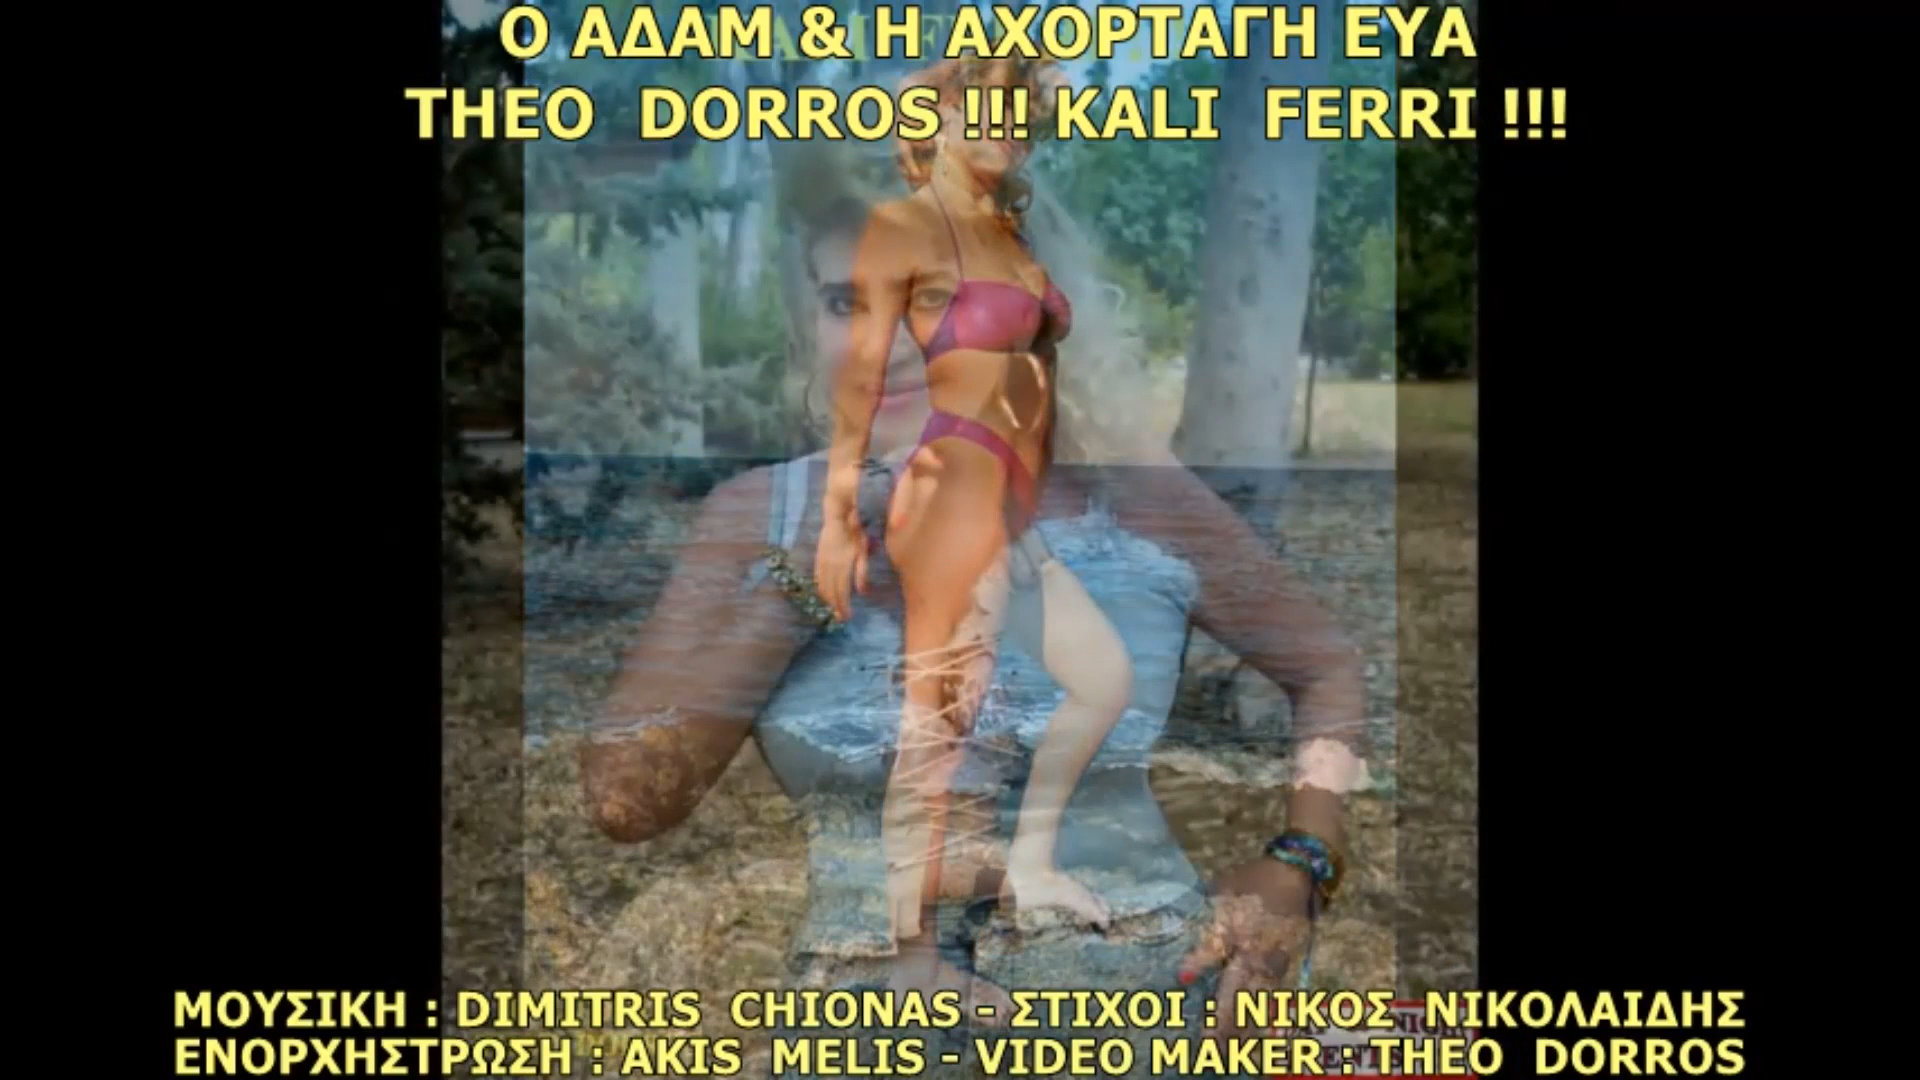 Ο ΑΔΑΜ & Η ΑΧΟΡΤΑΓΗ ΕΥΑ
THEO DORROS !!! KALI FERRI !!!
ΜΟΥΣΙΚΗ : DIMITRIS CHIONAS - ΣΤΙΧΟΙ : ΝΙΚΟΣ ΝΙΚΟΛΑΙΔΗΣ
ΕΝΟΡΧΗΣΤΡΩΣΗ : AKIS MELIS - VIDEO MAKER : THEO DORROS